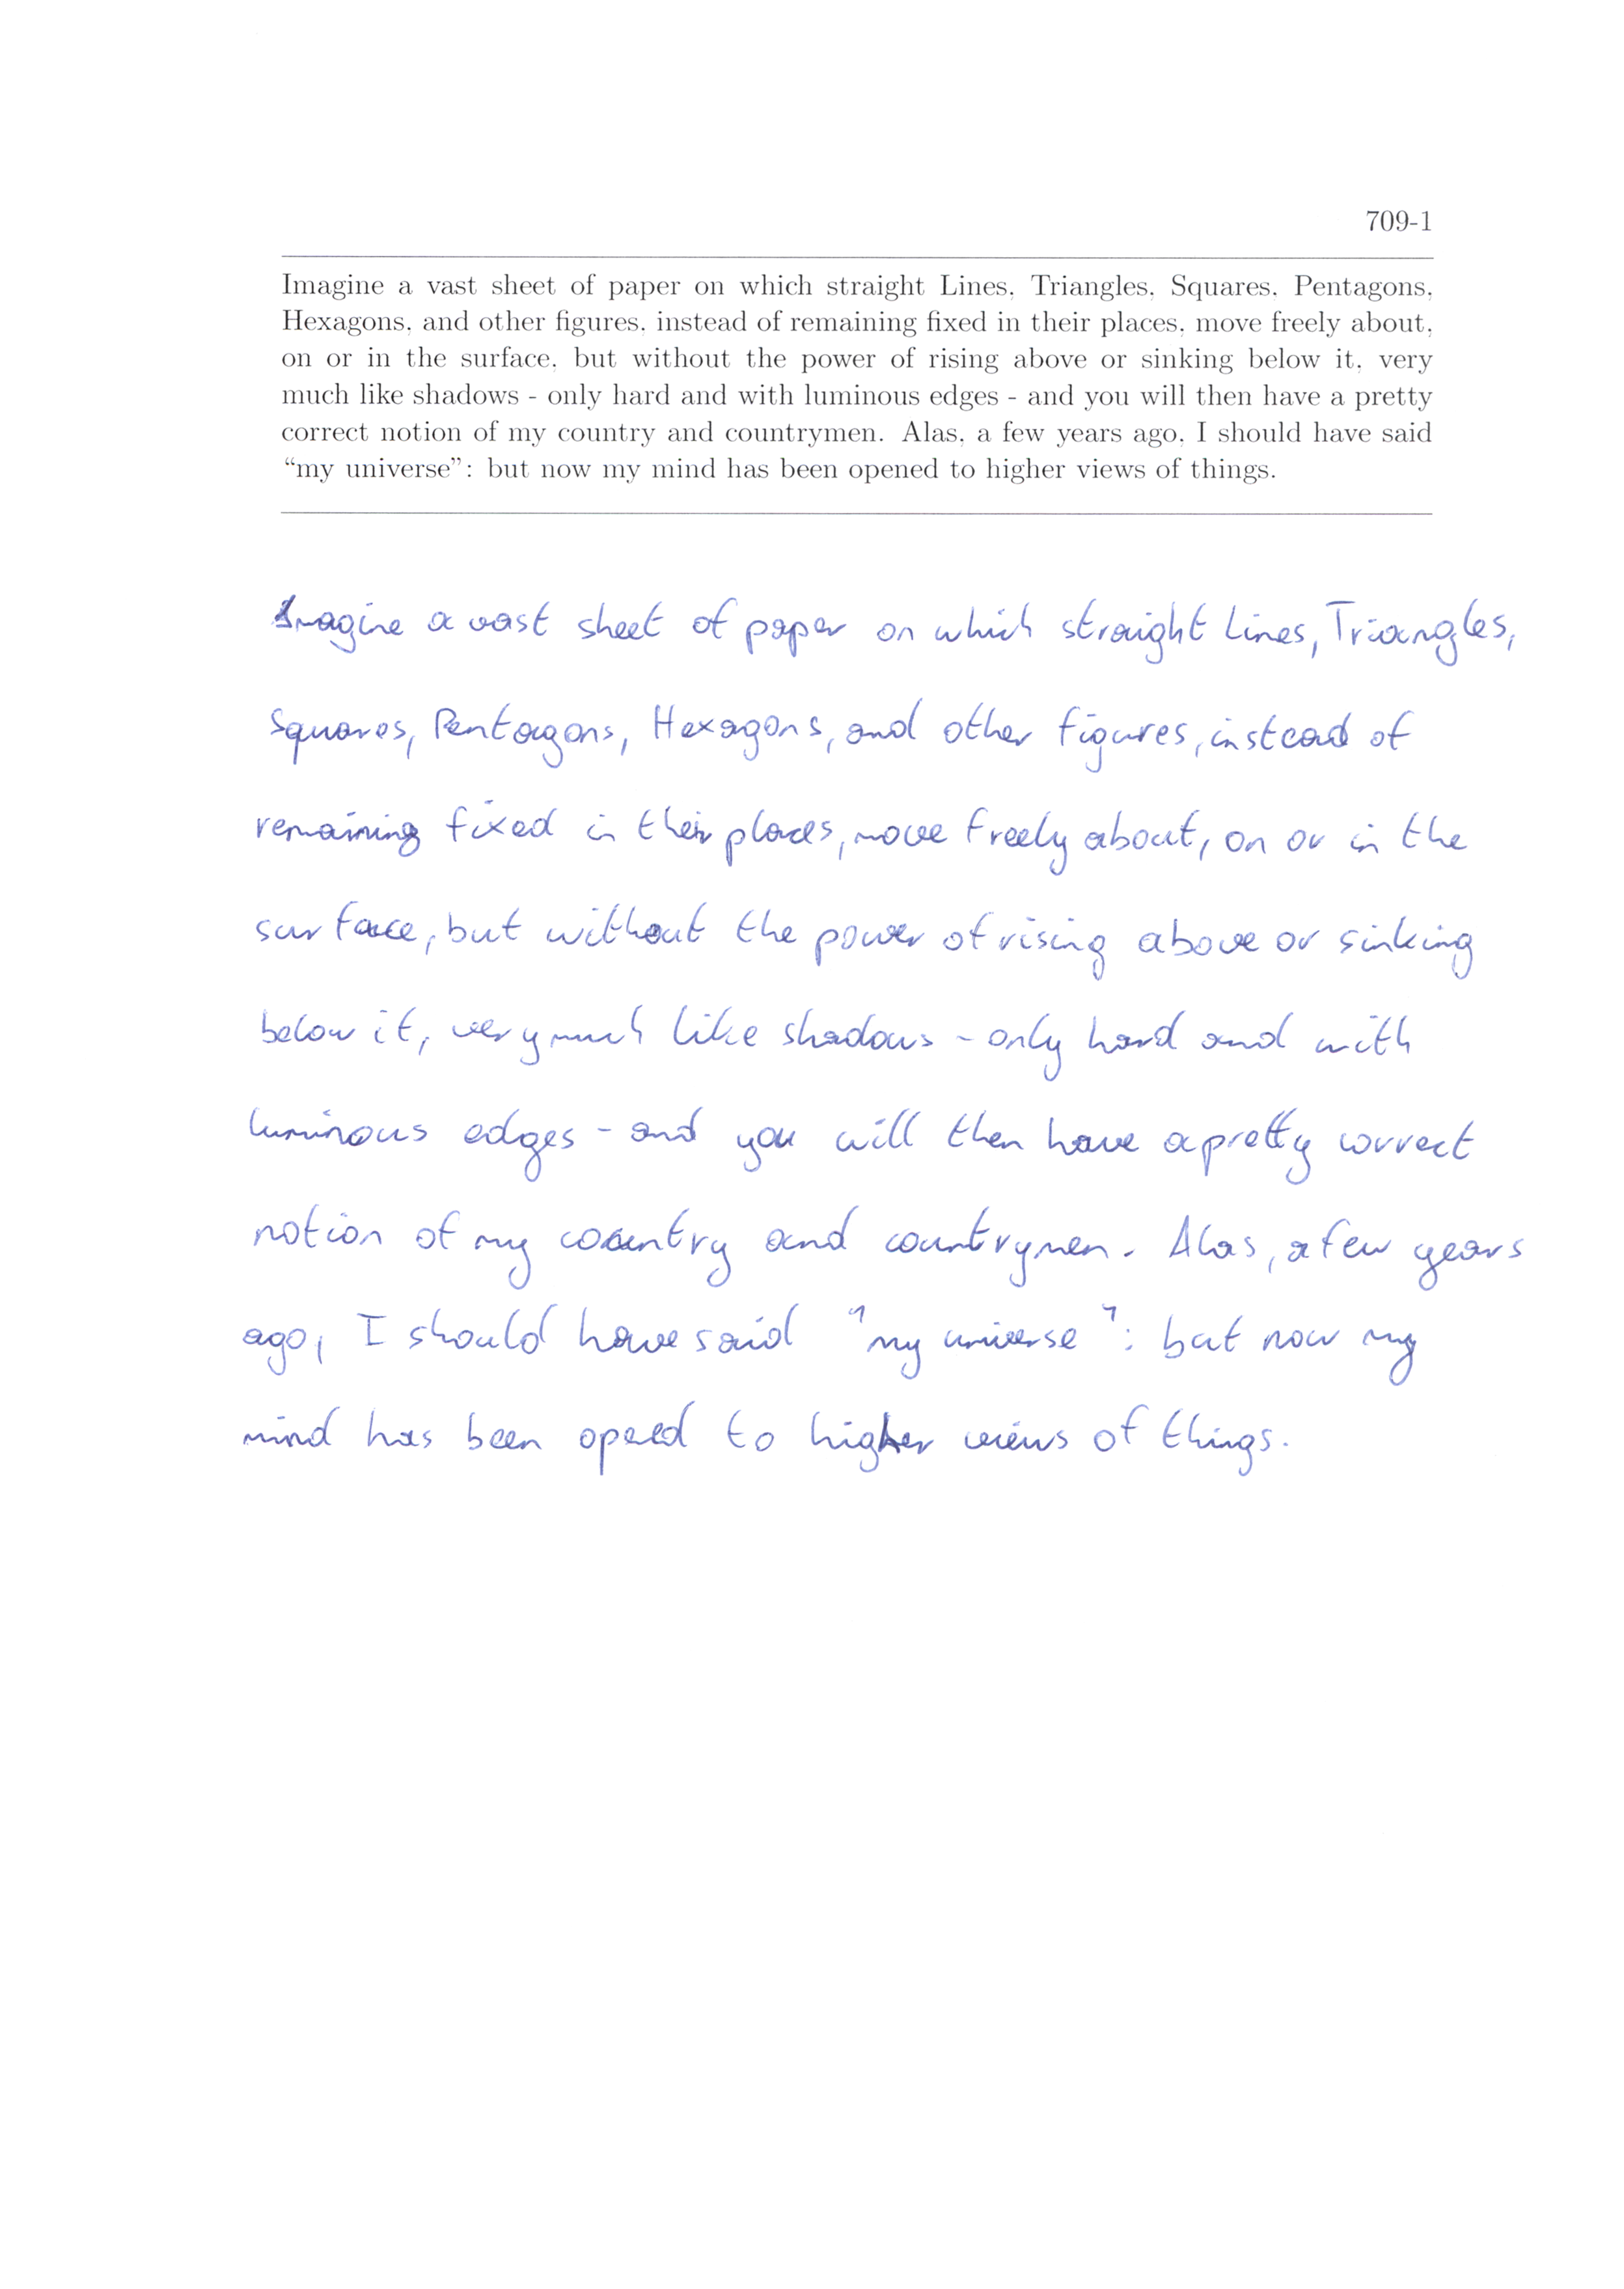 709-1
Imagine a vast sheet of paper on which straight Lines, Triangles, Squares, Pentagons,
Hexagons, and other figures, instead of remaining fixed in their places, move freely about,
on or in the surface, but without the power of rising above or sinking below it, very
much like shadows - only hard and with luminous edges - and you will then have a pretty
correct notion of my country and countrymen. Alas, a few years ago, I should have said
“my universe”: but now my mind has been opened to higher views of things.
Imagine a vast sheet of paper on which straight Lines, Triangles,
Squares, Pentagons, Hexagons, and other figures, instead of
remaining fixed in their places, move freely about, on or in the
surface, but without the power of rising above or sinking
below it, very much like shadows - only hard and with
luminous edges - and you will then have a pretty correct
notion of my country and countrymen. Alas, a few years
ago, I should have said "my universe": but now my
mind has been opened to higher views of things.